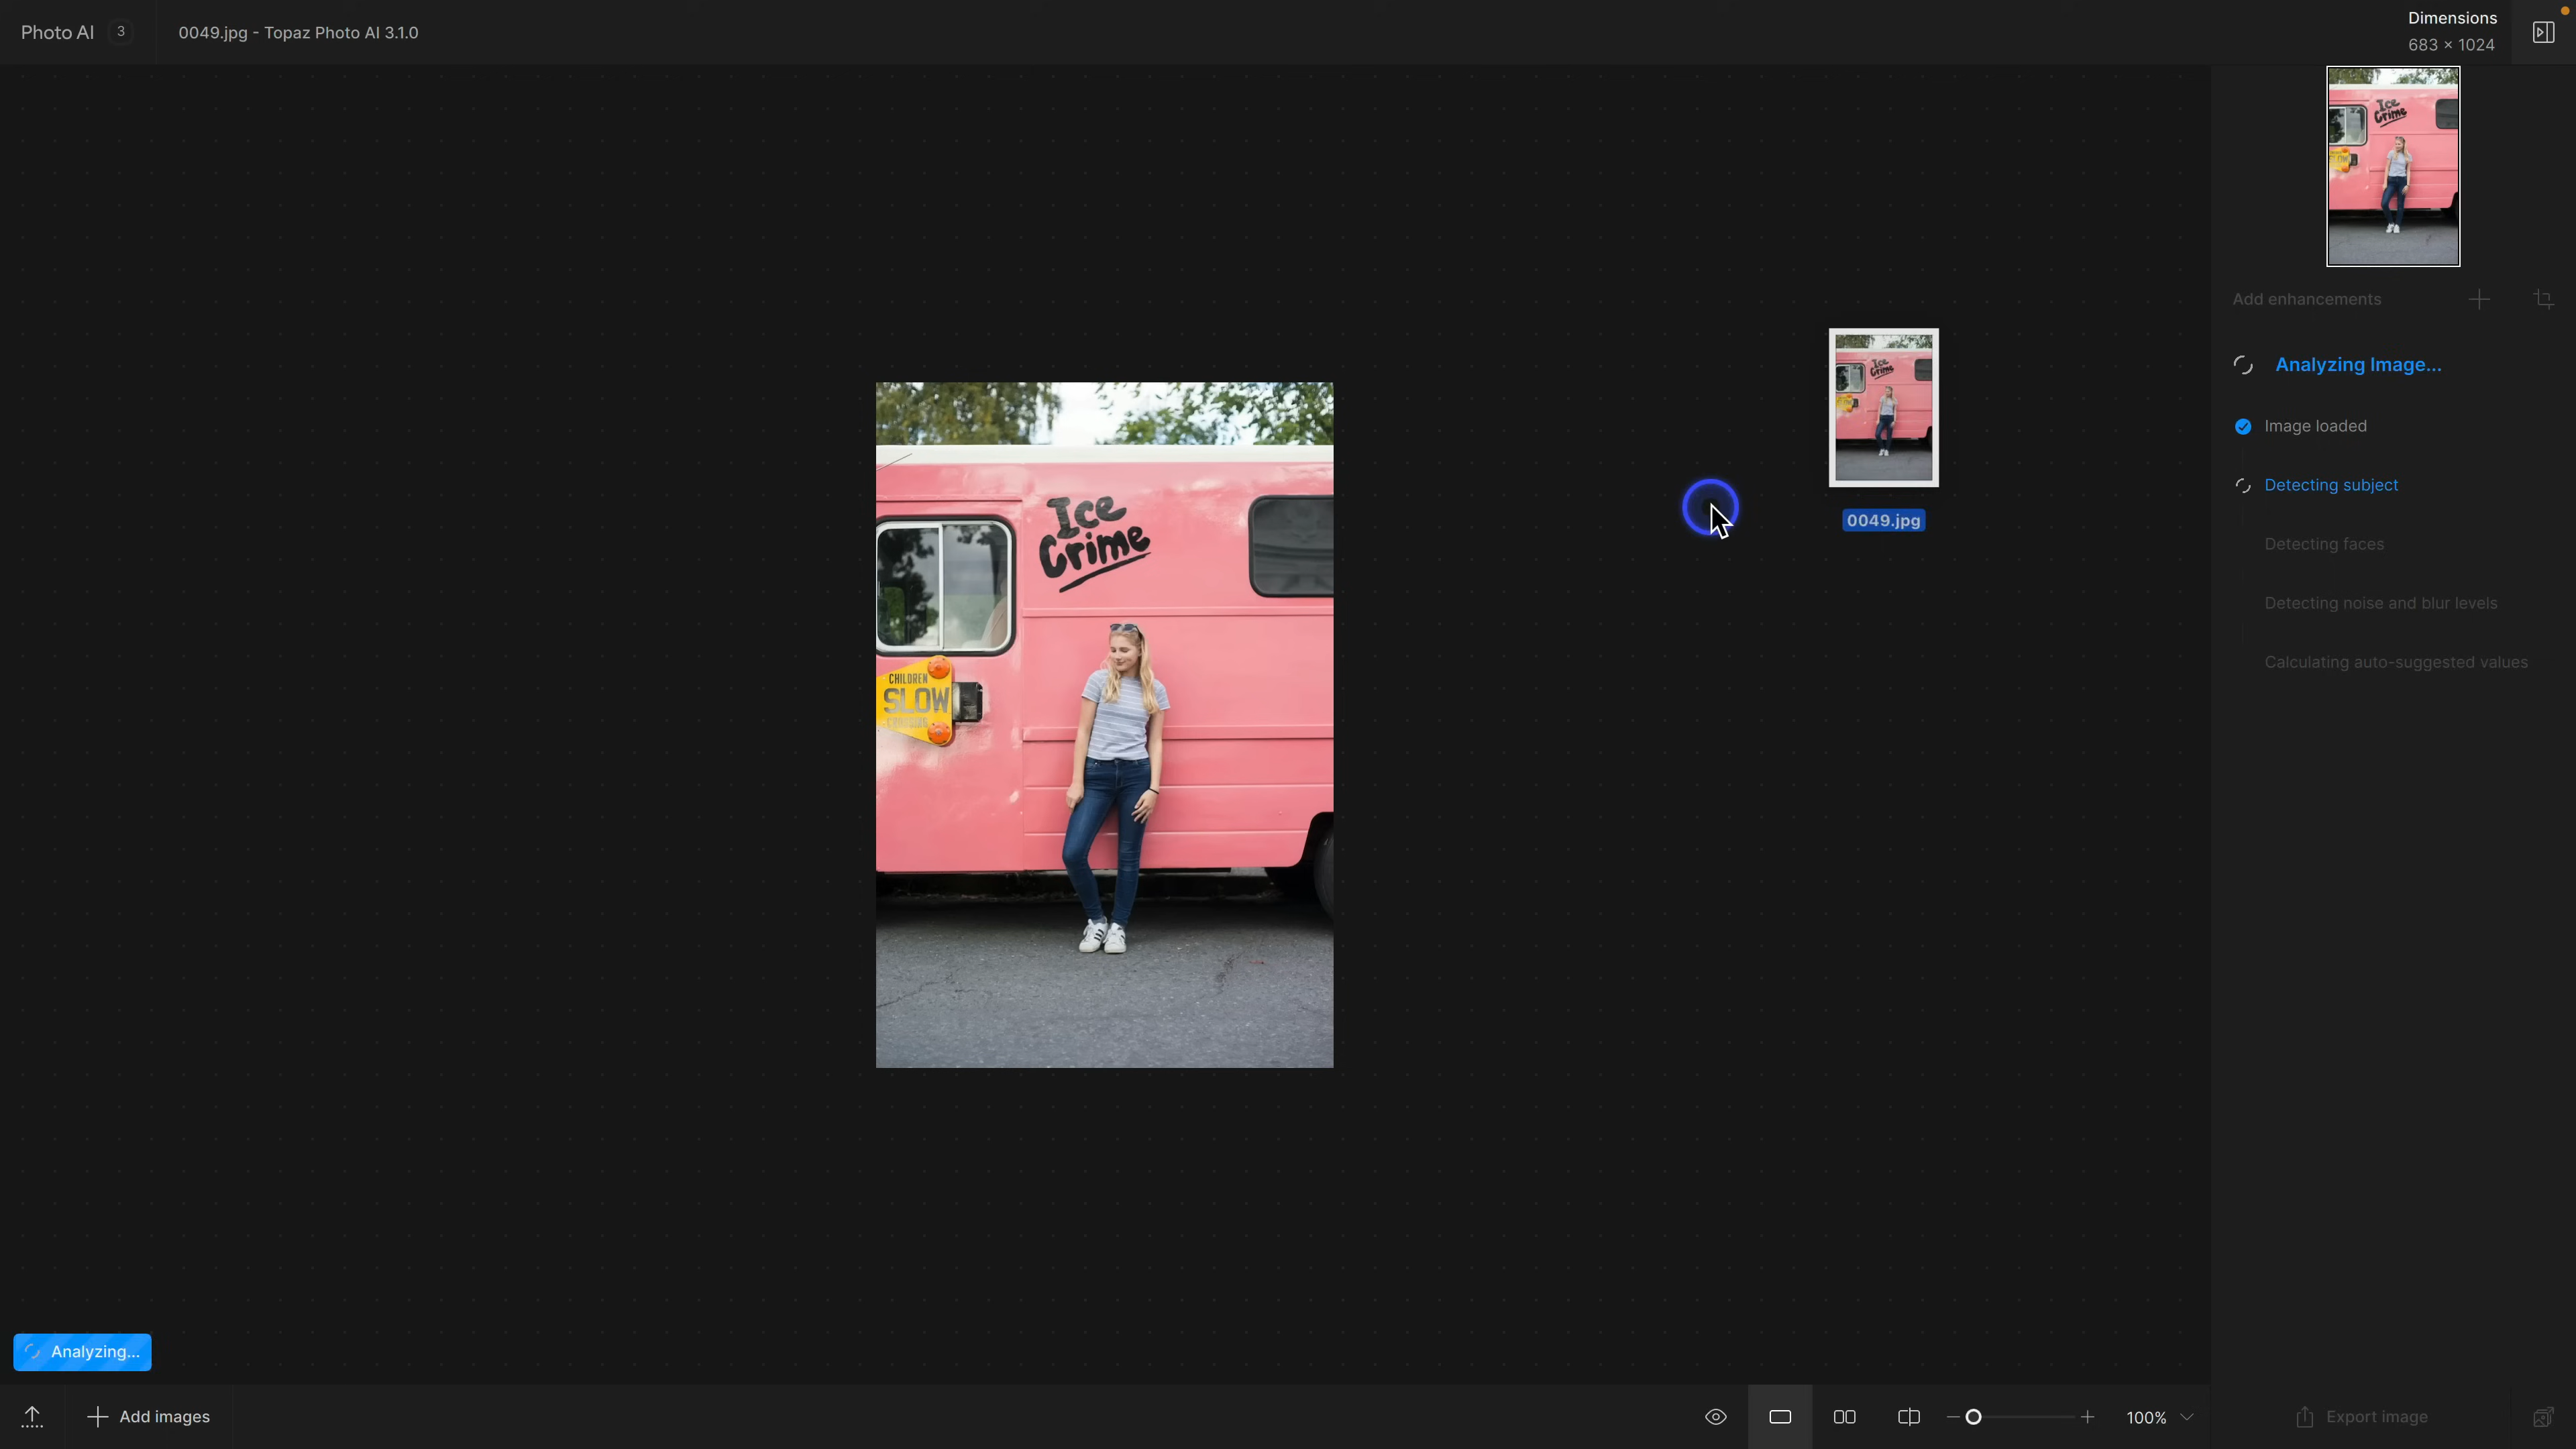 Photo AI 3
0049.jpg - Topaz Photo AI 3.1.0
Dimensions
683 × 1024
Add enhancements
Analyzing Image...
Image loaded
Detecting subject
Detecting faces
Detecting noise and blur levels
Calculating auto-suggested values
0049.jpg
Ice
Crime
CHILDREN
SLOW
CROSSING
Analyzing...
Add images
100%
Export image